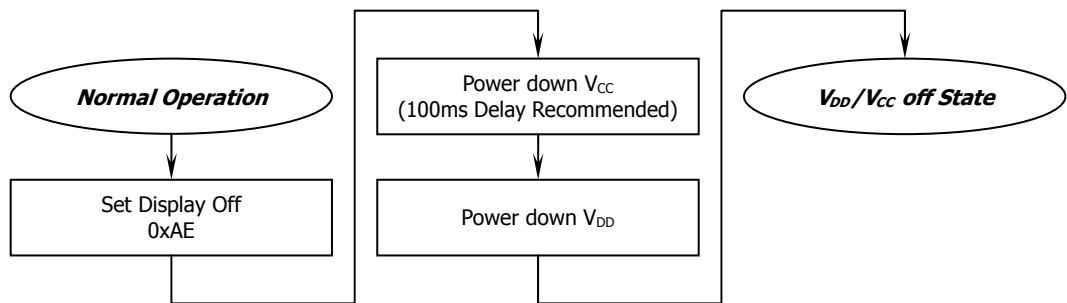 Normal Operation
Set Display Off
0xAE
Power down VCC
(100ms Delay Recommended)
Power down VDD
VDD/VCC off State